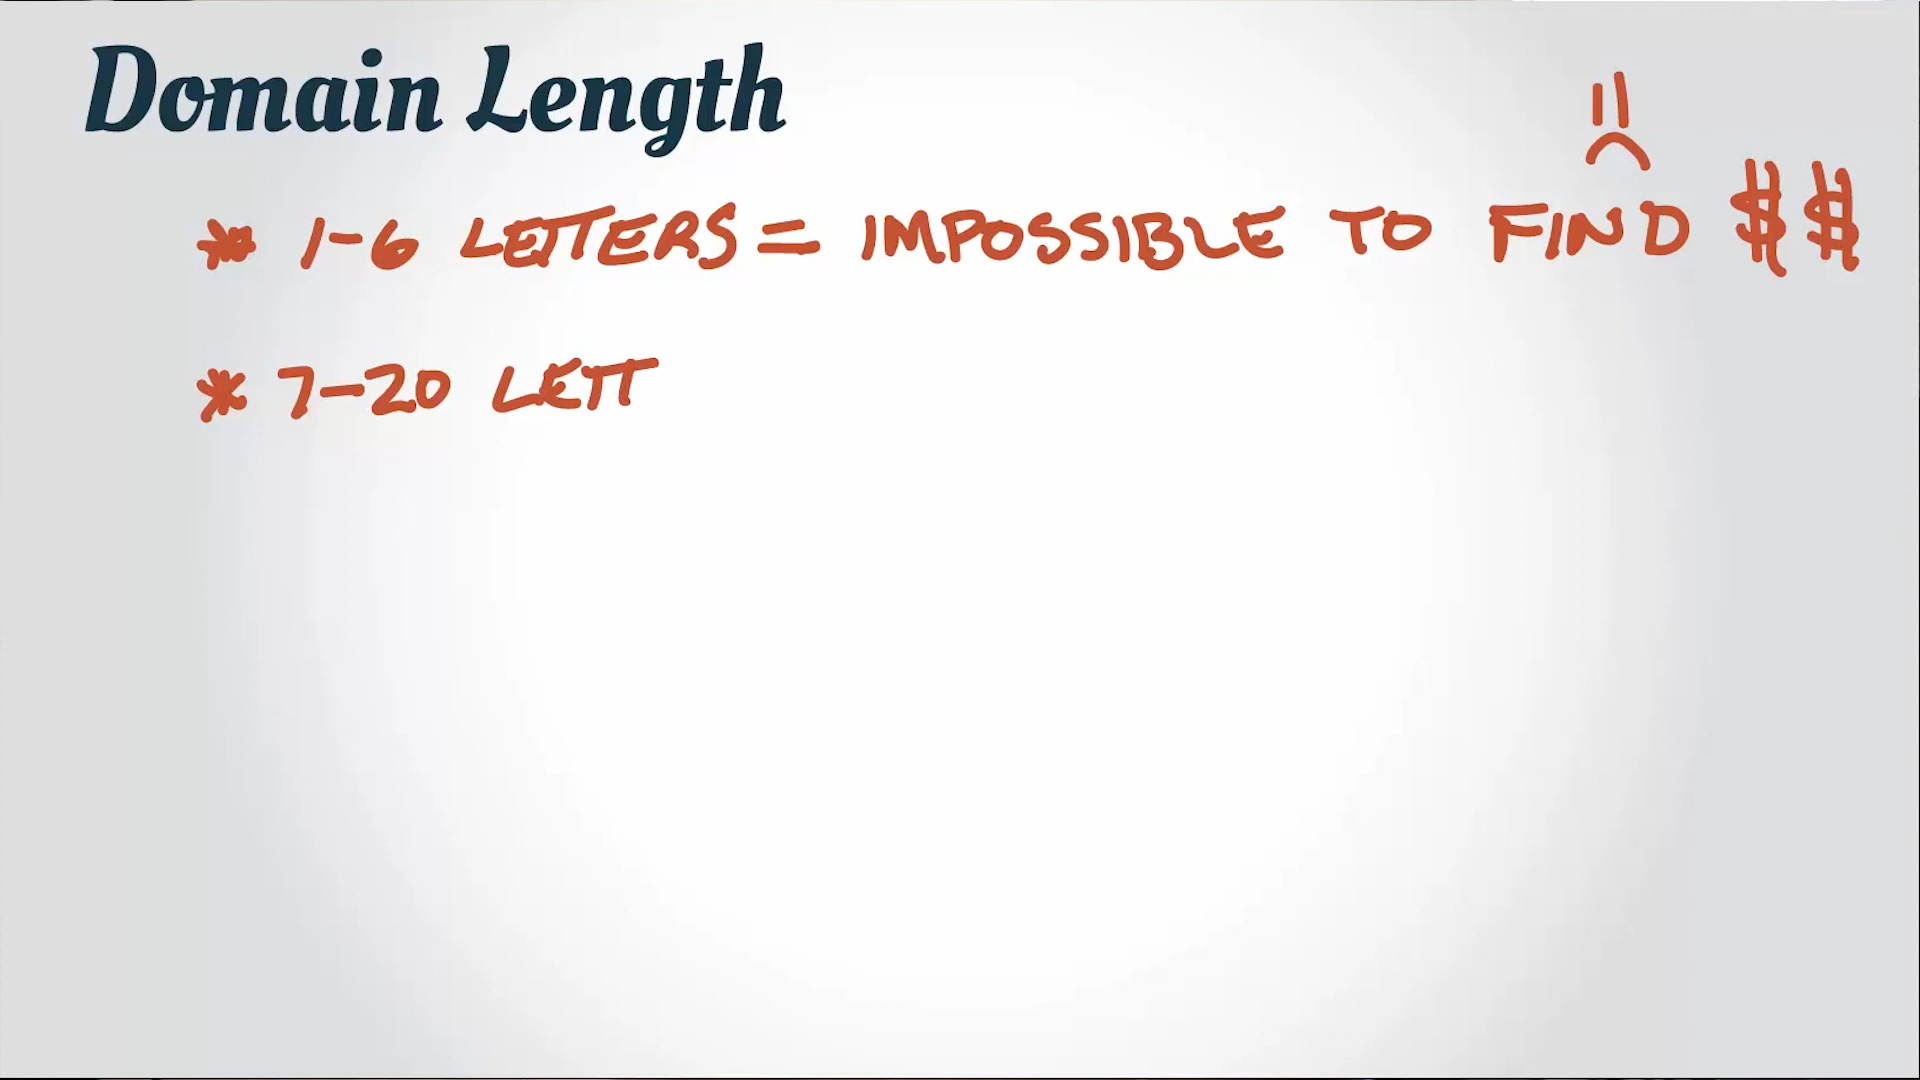 Domain Length
* 1-6 LETTERS = IMPOSSIBLE TO FIND $$
* 7-20 LETT